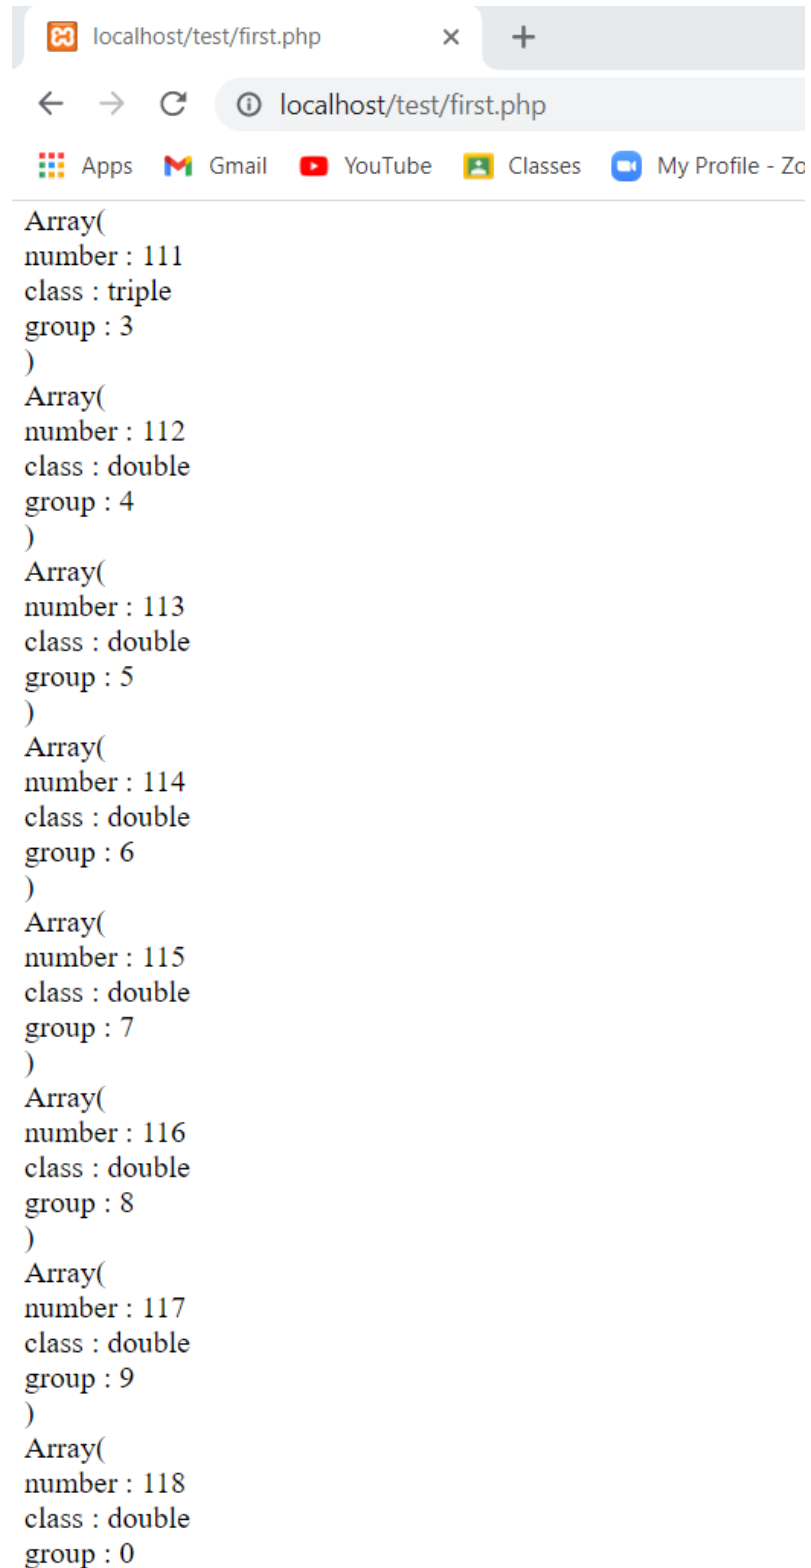 localhost/test/first.php
localhost/test/first.php
Apps Gmail YouTube Classes My Profile - Zo
Array(
number : 111
class : triple
group : 3
)
Array(
number : 112
class : double
group : 4
)
Array(
number : 113
class : double
group : 5
)
Array(
number : 114
class : double
group : 6
)
Array(
number : 115
class : double
group : 7
)
Array(
number : 116
class : double
group : 8
)
Array(
number : 117
class : double
group : 9
)
Array(
number : 118
class : double
group : 0